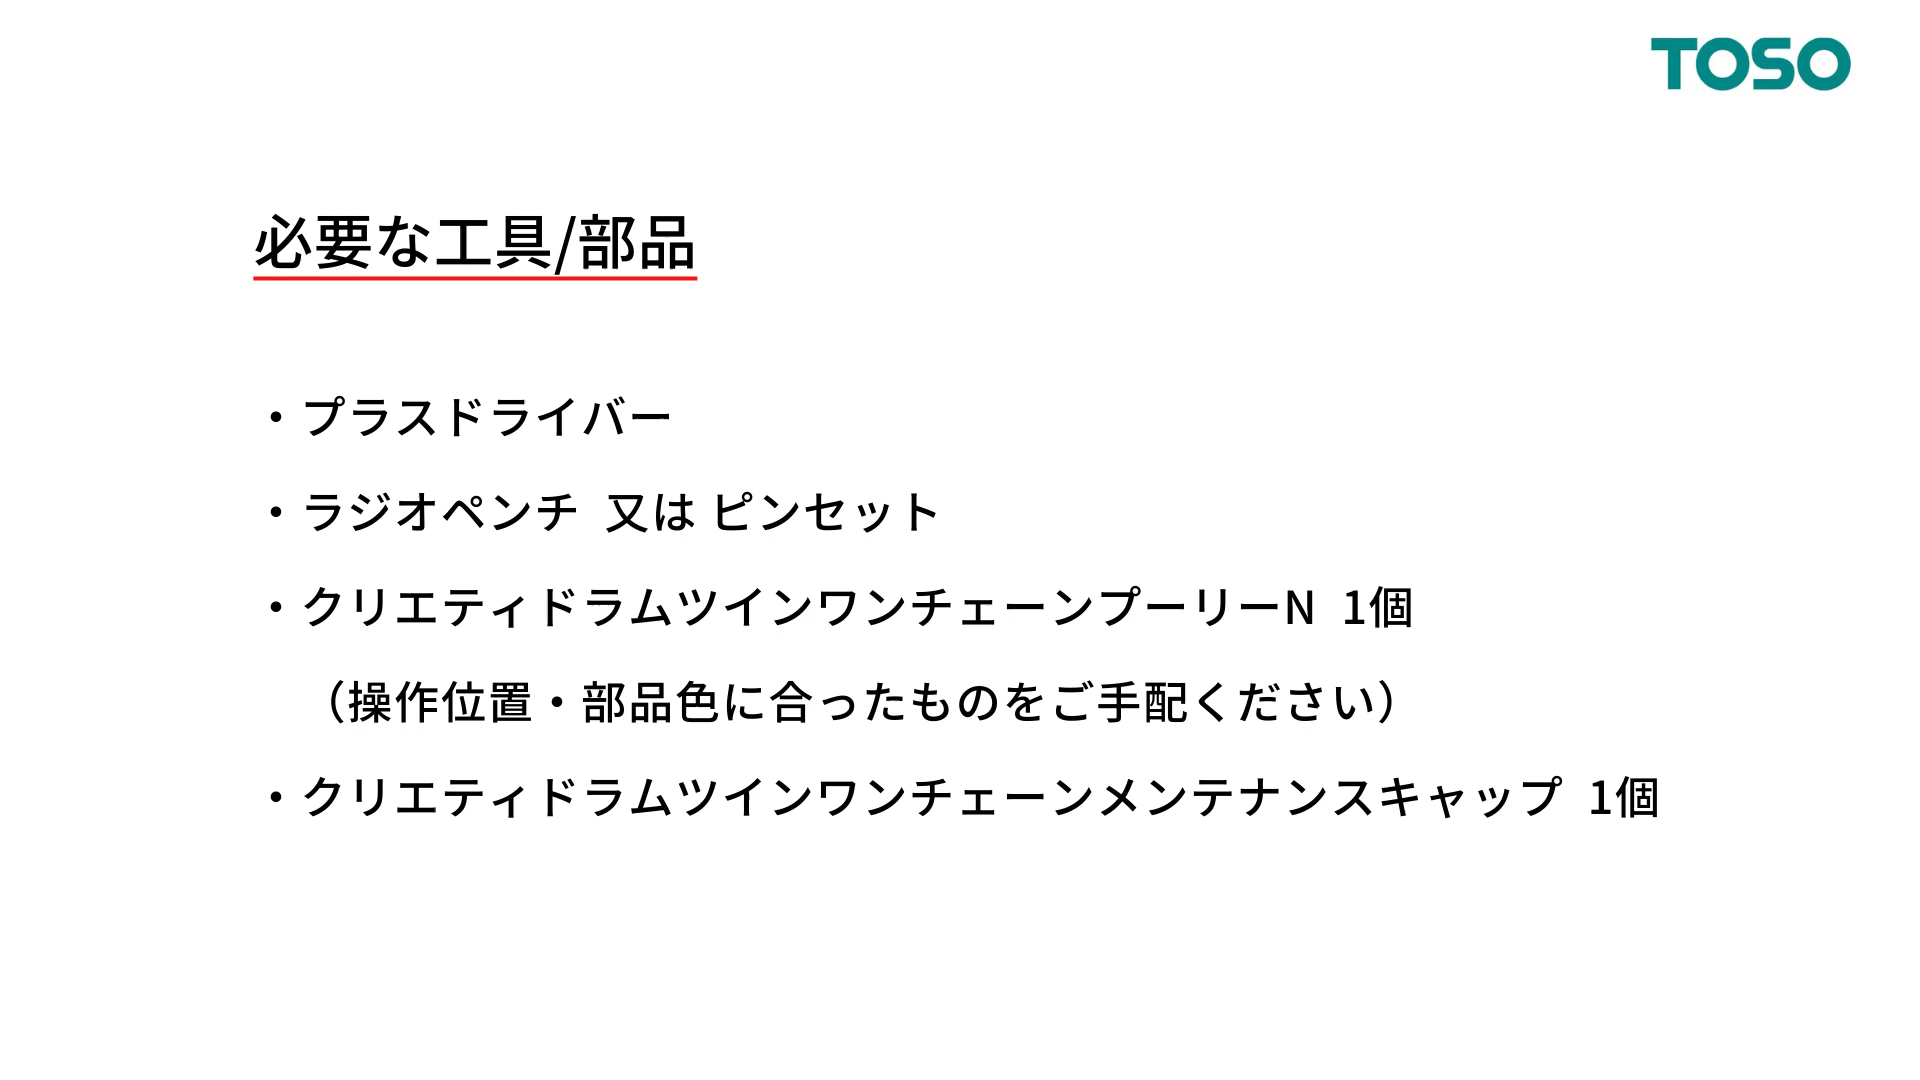 TOSO
必要な工具/部品
・プラスドライバー
・ラジオペンチ 又は ピンセット
・クリエティドラムツインワンチェーンプーリーN 1個
（操作位置・部品色に合ったものをご手配ください）
・クリエティドラムツインワンチェーンメンテナンスキャップ 1個